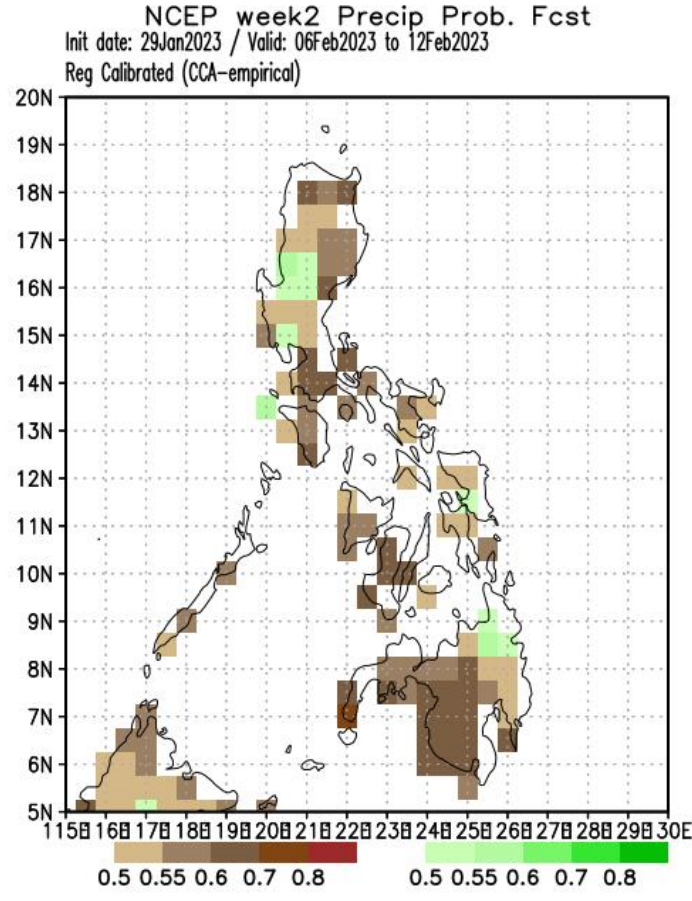 NCEP week2 Precip Prob. Fcst
Init date: 29Jan2023 / Valid: 06Feb2023 to 12Feb2023
Reg Calibrated (CCA-empirical)
20N
19N
18N
17N
16N
15N
14N
13N
12N
11N
10N
9N
8N
7N
6N
5N
115E 116E 117E 118E 119E 120E 121E 122E 123E 124E 125E 126E 127E 128E 129E 130E
0.5 0.55 0.6 0.7 0.8 0.5 0.55 0.6 0.7 0.8